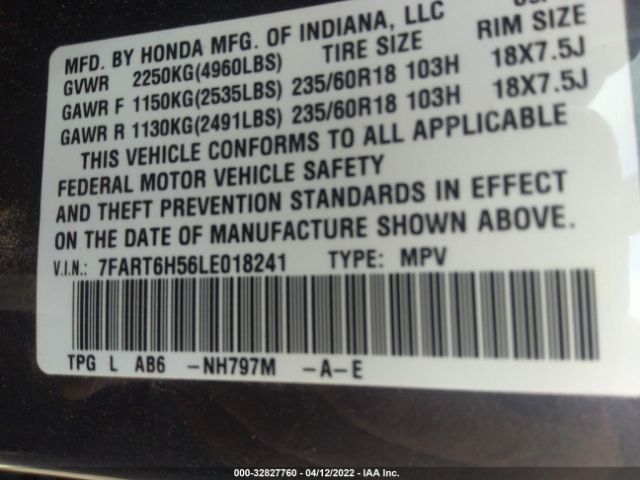 MFD. BY HONDA MFG. OF INDIANA, LLC
GVWR 2250KG(4960LBS) TIRE SIZE RIM SIZE
GAWR F 1150KG(2535LBS) 235/60R18 103H 18X7.5J
GAWR R 1130KG(2491LBS) 235/60R18 103H 18X7.5J
THIS VEHICLE CONFORMS TO ALL APPLICABLE
FEDERAL MOTOR VEHICLE SAFETY
AND THEFT PREVENTION STANDARDS IN EFFECT
ON THE DATE OF MANUFACTURE SHOWN ABOVE.
V.I.N.: 7FART6H56LE018241 TYPE: MPV
TPG L AB6 -NH797M -A-E
000-32827760 - 04/12/2022 - IAA Inc.